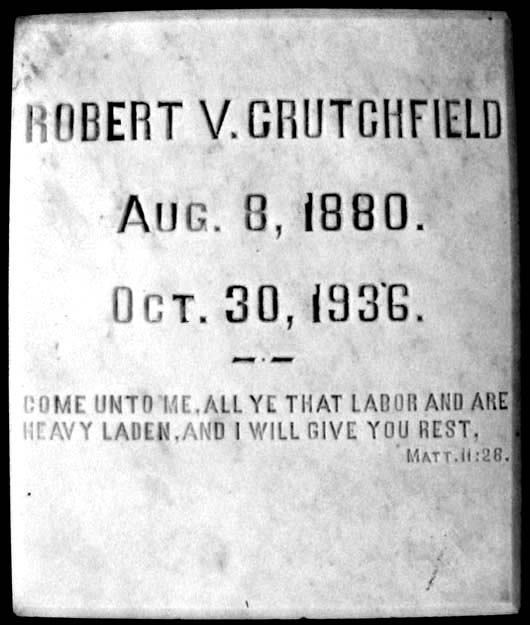 ROBERT V. CRUTCHFIELD
AUG. 8, 1880.
OCT. 30, 1936.
COME UNTO ME, ALL YE THAT LABOR AND ARE
HEAVY LADEN, AND I WILL GIVE YOU REST,
MATT. 11:28.